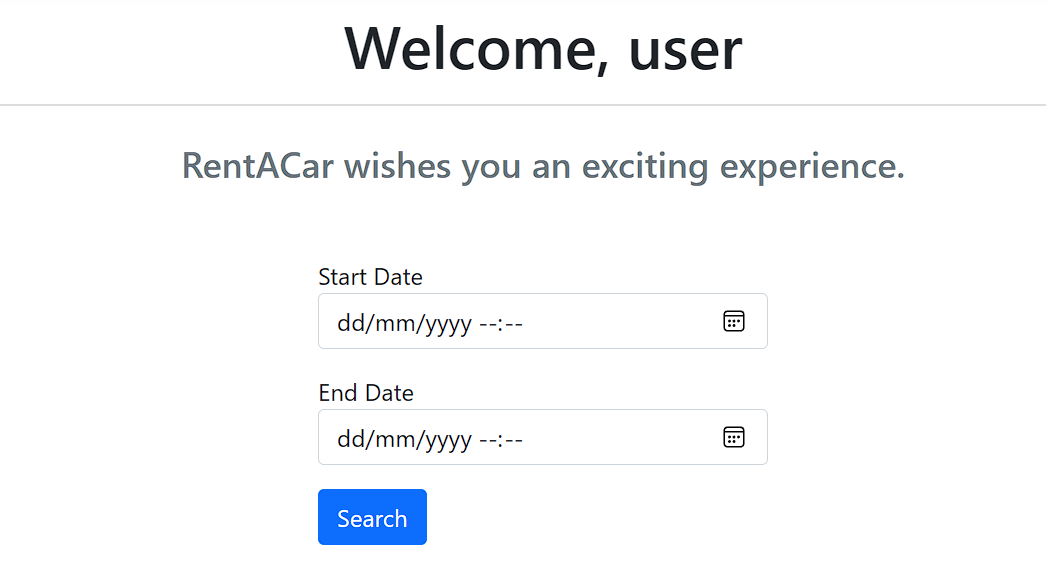 Welcome, user
RentACar wishes you an exciting experience.
Start Date
dd/mm/yyyy --:--
End Date
dd/mm/yyyy --:--
Search